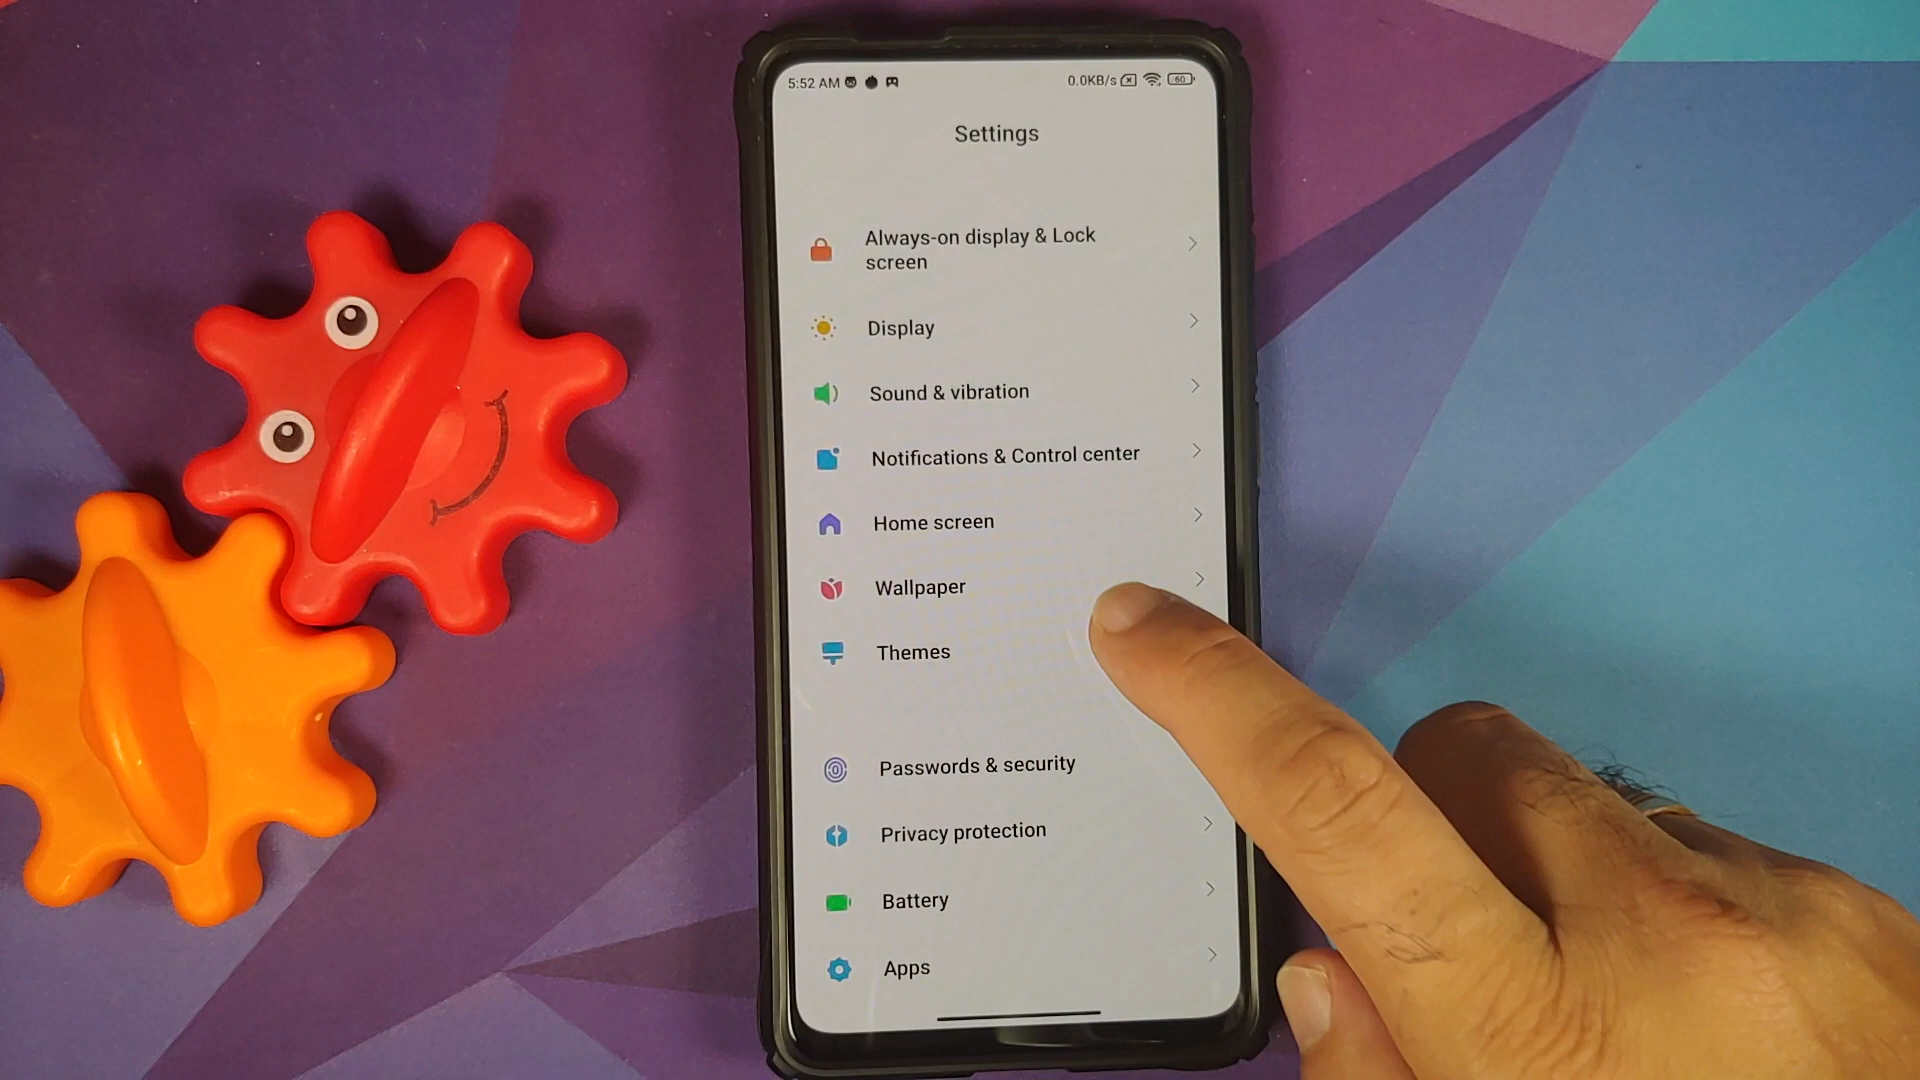 5:52 AM
0.0KB/s
60
Settings
Always-on display & Lock
screen
Display
Sound & vibration
Notifications & Control center
Home screen
Wallpaper
Themes
Passwords & security
Privacy protection
Battery
Apps